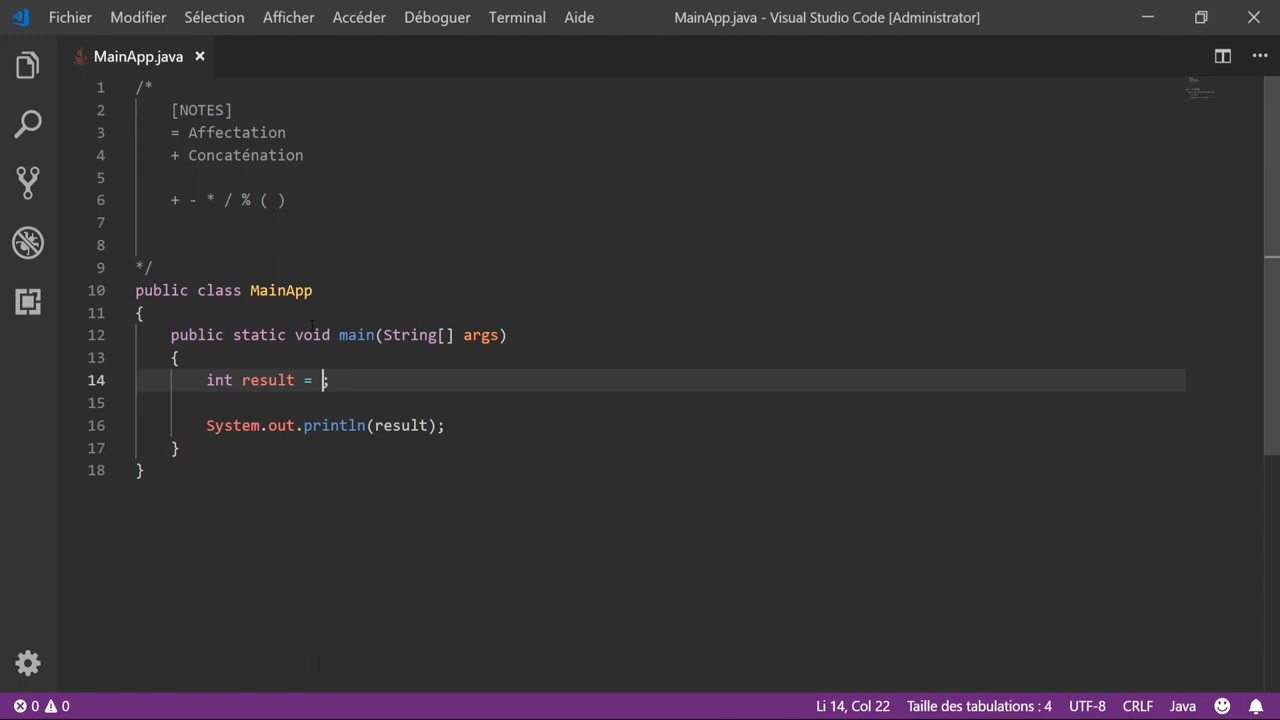 Fichier Modifier Sélection Afficher Accéder Déboguer Terminal Aide MainApp.java - Visual Studio Code [Administrator]
MainApp.java
1 /*
2 [NOTES]
3 = Affectation
4 + Concaténation
5
6 + - * / % ( )
7
8
9 */
10 public class MainApp
11 {
12 public static void main(String[] args)
13 {
14 int result = ;
15
16 System.out.println(result);
17 }
18 }
0 0 Li 14, Col 22 Taille des tabulations : 4 UTF-8 CRLF Java